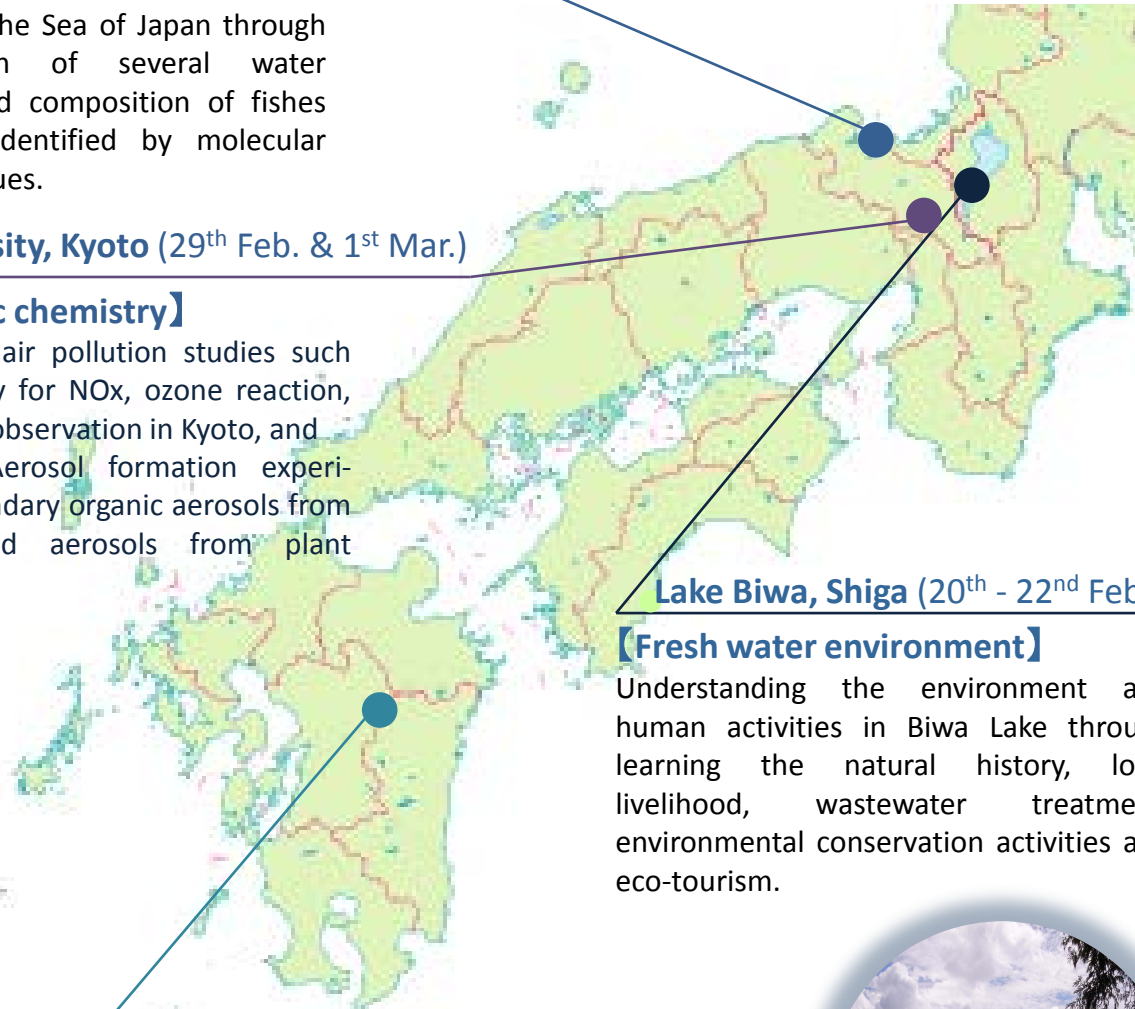 he Sea of Japan through
of several water
d composition of fishes
dentified by molecular
ues.
sity, Kyoto (29th Feb. & 1st Mar.)
c chemistry】
air pollution studies such
y for NOx, ozone reaction,
observation in Kyoto, and
Aerosol formation experi-
dary organic aerosols from
d aerosols from plant
Lake Biwa, Shiga (20th - 22nd Feb
【Fresh water environment】
Understanding the environment a
human activities in Biwa Lake throu
learning the natural history, lo
livelihood, wastewater treatme
environmental conservation activities a
eco-tourism.